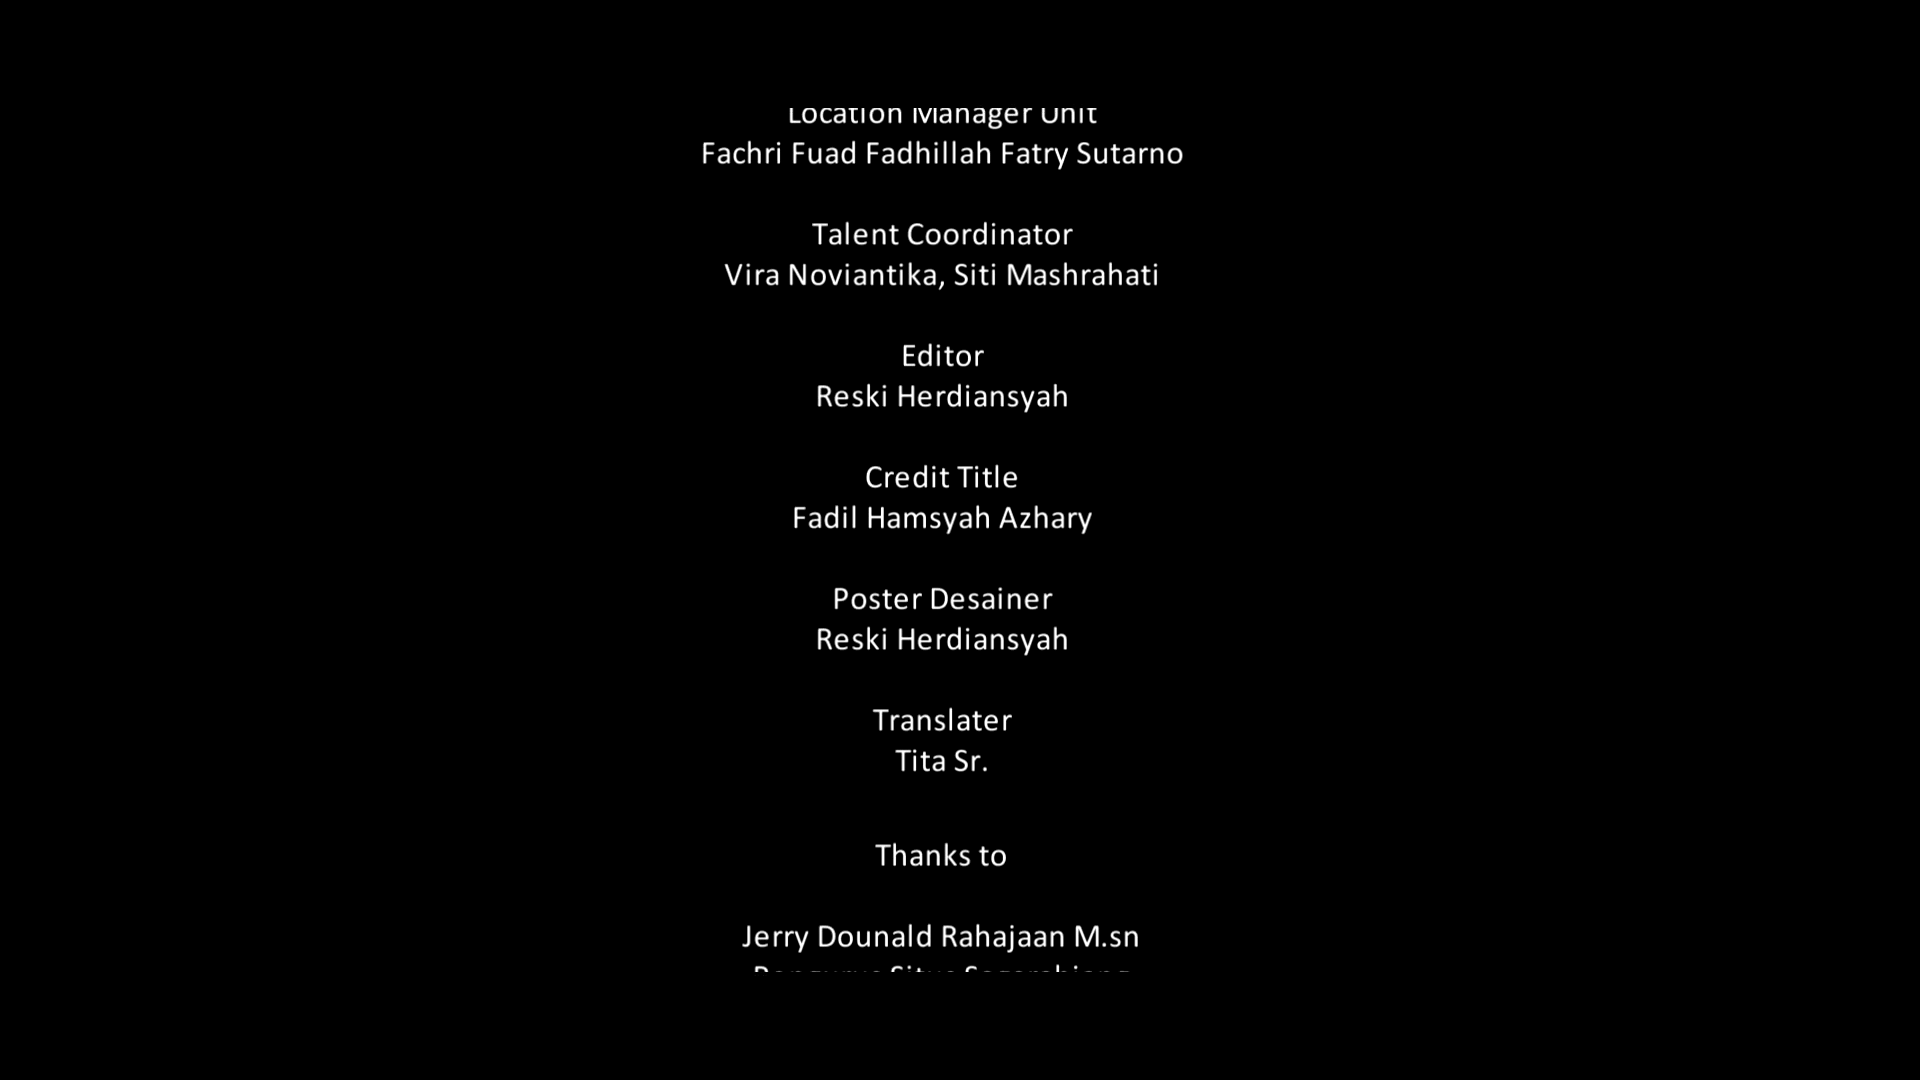 Location Manager Unit
Fachri Fuad Fadhillah Fatry Sutarno
Talent Coordinator
Vira Noviantika, Siti Mashrahati
Editor
Reski Herdiansyah
Credit Title
Fadil Hamsyah Azhary
Poster Desainer
Reski Herdiansyah
Translater
Tita Sr.
Thanks to
Jerry Dounald Rahajaan M.sn
Situs